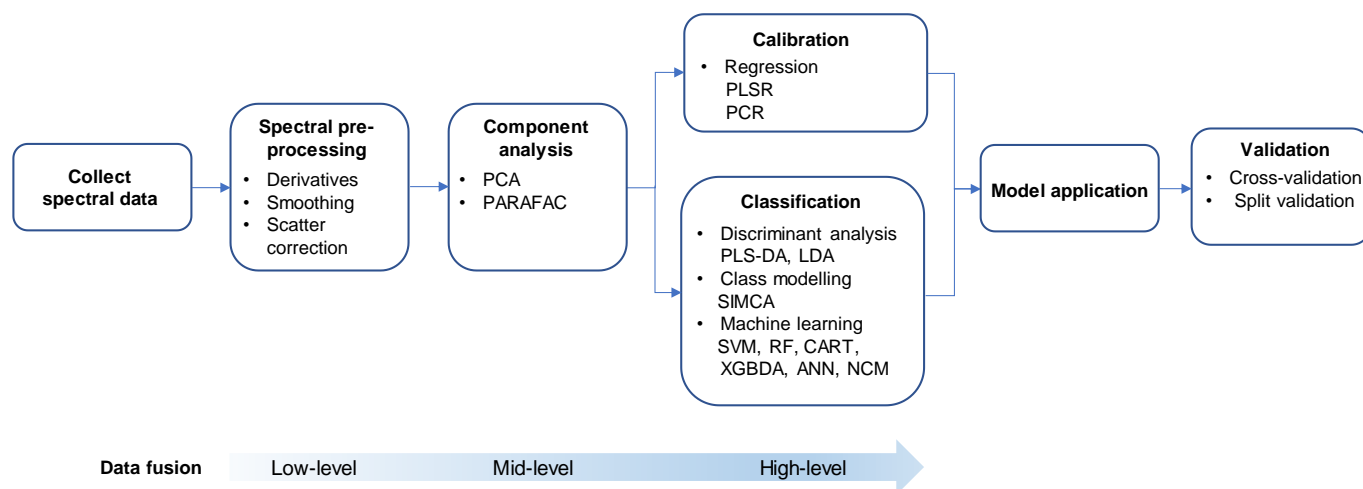 Collect
spectral data
Spectral pre-
processing
• Derivatives
• Smoothing
• Scatter
correction
Component
analysis
• PCA
• PARAFAC
Calibration
• Regression
PLSR
PCR
Classification
• Discriminant analysis
PLS-DA, LDA
• Class modelling
SIMCA
• Machine learning
SVM, RF, CART,
XGBDA, ANN, NCM
Model application
Validation
• Cross-validation
• Split validation
Data fusion
Low-level
Mid-level
High-level